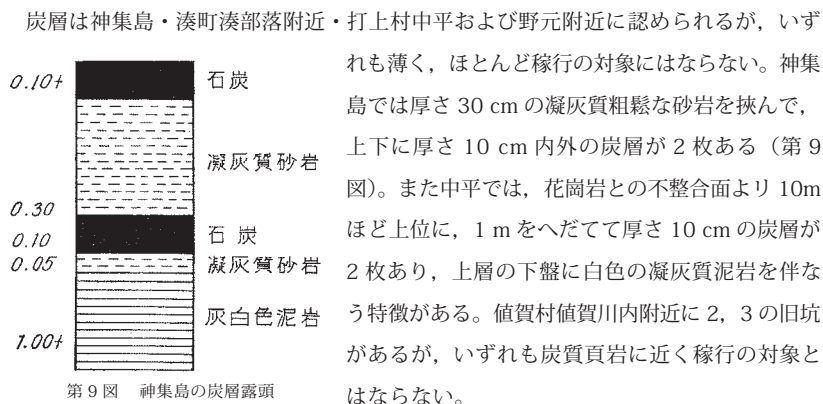 炭層は神集島・湊町湊部落附近・打上村中平および野元附近に認められるが，いず
れも薄く，ほとんど稼行の対象にはならない。神集
島では厚さ 30 cm の凝灰質粗鬆な砂岩を挾んで，
上下に厚さ 10 cm 内外の炭層が 2 枚ある（第 9
図）。また中平では，花崗岩との不整合面よリ 10m
ほど上位に，1 m をへだてて厚さ 10 cm の炭層が
2 枚あり，上層の下盤に白色の凝灰質泥岩を伴な
う特徴がある。値賀村値賀川内附近に 2，3 の旧坑
があるが，いずれも炭質頁岩に近く稼行の対象と
はならない。
0.10+ 石炭
凝灰質砂岩
0.30
0.10 石炭
0.05 凝灰質砂岩
灰白色泥岩
1.00+
第 9 図　神集島の炭層露頭